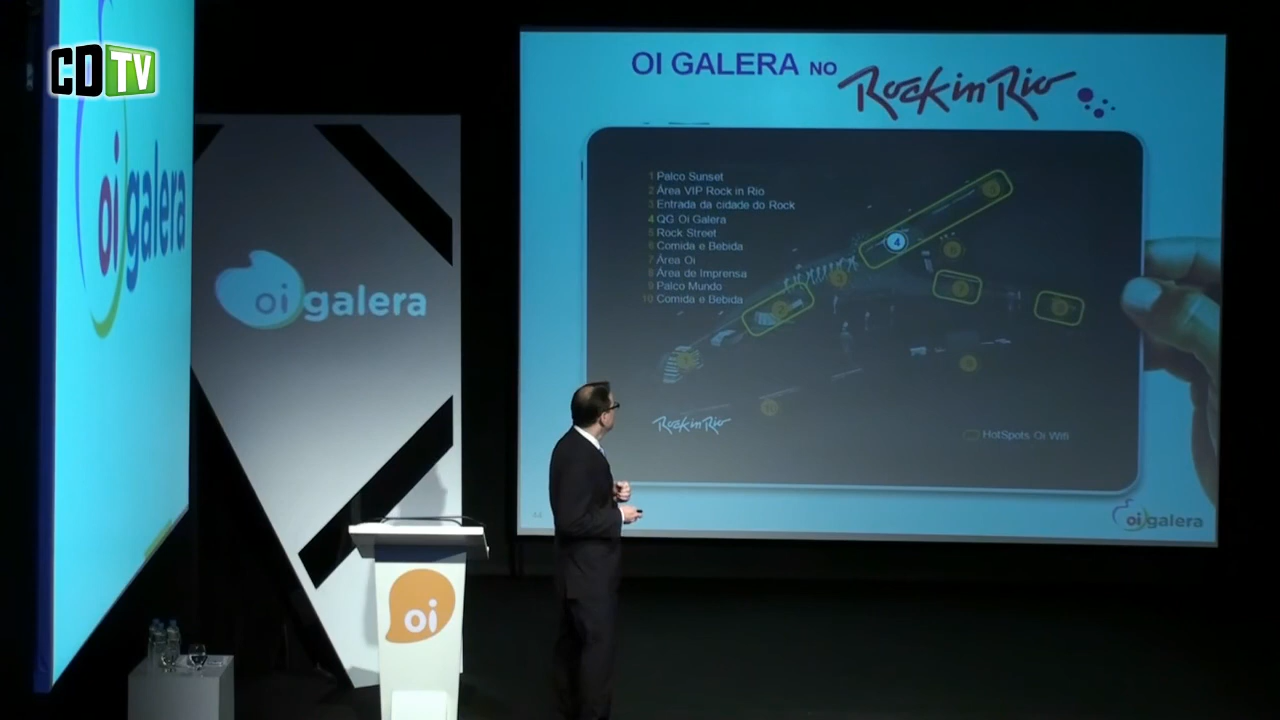 CDTV
oi galera
oi galera
oi
OI GALERA NO Rock in Rio
1 Palco Sunset
2 Área VIP Rock in Rio
3 Entrada da cidade do Rock
4 QG Oi Galera
5 Rock Street
6 Comida e Bebida
7 Área Oi
8 Área de Imprensa
9 Palco Mundo
10 Comida e Bebida
4
Rock in Rio
HotSpots Oi Wifi
oi galera